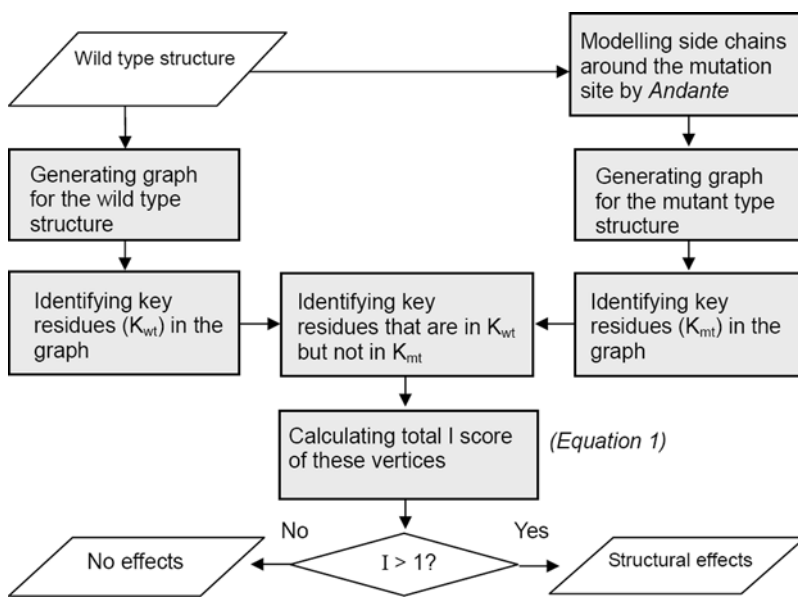 Wild type structure
Modelling side chains
around the mutation
site by Andante
Generating graph
for the wild type
structure
Generating graph
for the mutant type
structure
Identifying key
residues (Kwt) in the
graph
Identifying key
residues that are in Kwt
but not in Kmt
Identifying key
residues (Kmt) in the
graph
Calculating total I score
of these vertices
(Equation 1)
No
Yes
No effects
I > 1?
Structural effects